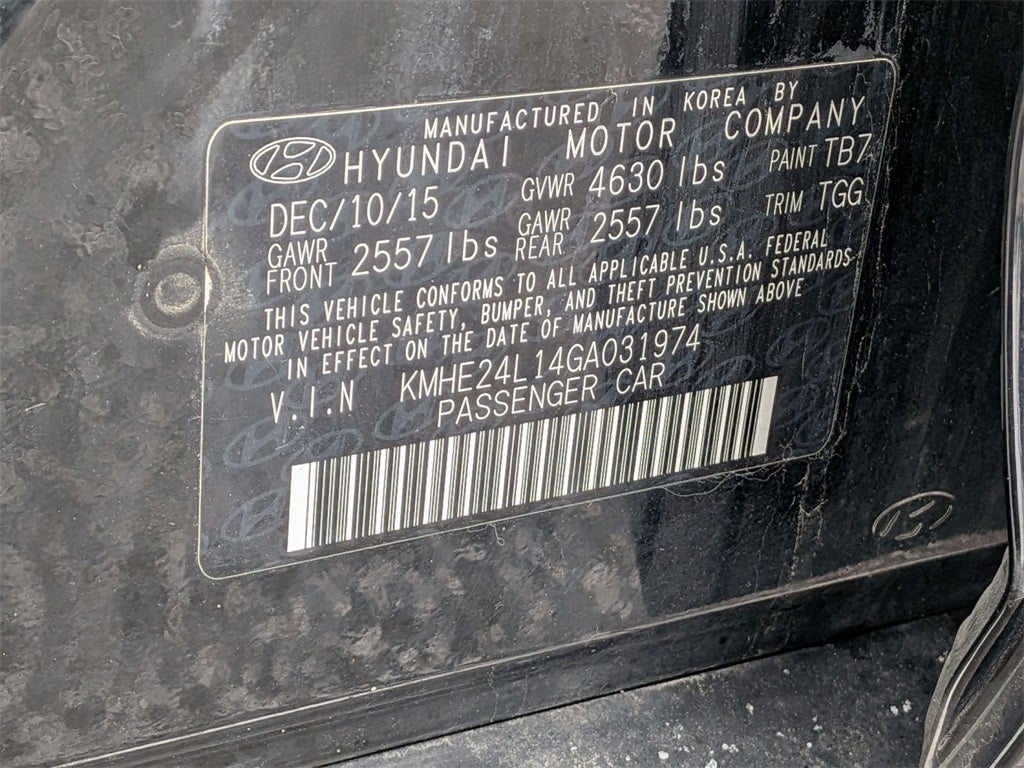 MANUFACTURED IN KOREA BY
HYUNDAI MOTOR COMPANY
DEC/10/15 GVWR 4630 lbs PAINT TB7
GAWR FRONT 2557 lbs GAWR REAR 2557 lbs TRIM TGG
THIS VEHICLE CONFORMS TO ALL APPLICABLE U.S.A. FEDERAL
MOTOR VEHICLE SAFETY, BUMPER, AND THEFT PREVENTION STANDARDS
IN EFFECT ON THE DATE OF MANUFACTURE SHOWN ABOVE
V.I.N KMHE24L14GA031974
PASSENGER CAR